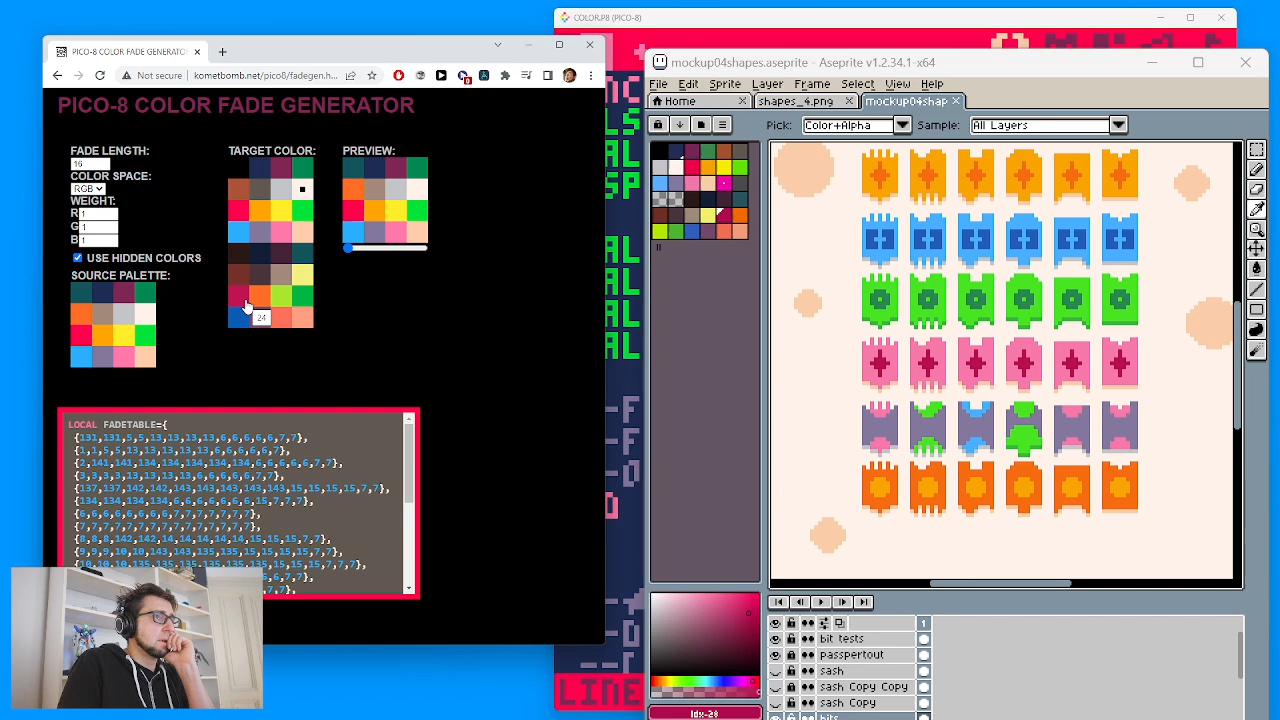 COLOR.P8 (PICO-8)
PICO-8 COLOR FADE GENERATOR
Not secure
kometbomb.net/pico8/fadegen.h
PICO-8 COLOR FADE GENERATOR
FADE LENGTH:
16
COLOR SPACE:
RGB
WEIGHT:
R 1
G 1
B 1
USE HIDDEN COLORS
SOURCE PALETTE:
TARGET COLOR:
24
PREVIEW:
LOCAL FADETABLE={
{131,131,5,5,13,13,13,13,6,6,6,6,6,7,7},
{1,1,5,5,13,13,13,13,13,6,6,6,6,6,7},
{2,141,141,134,134,134,134,134,6,6,6,6,6,7,7},
{3,3,3,3,13,13,13,13,6,6,6,6,6,7,7},
{137,137,142,142,143,143,143,143,143,15,15,15,15,7,7},
{134,134,134,134,6,6,6,6,6,6,6,15,7,7,7},
{6,6,6,6,6,6,6,7,7,7,7,7,7,7,7},
{7,7,7,7,7,7,7,7,7,7,7,7,7,7,7},
{8,8,8,142,142,14,14,14,14,14,15,15,15,7,7},
{9,9,9,10,10,143,143,135,135,15,15,15,15,7,7},
mockup04shapes.aseprite - Aseprite v1.2.34.1-x64
File Edit Sprite Layer Frame Select View Help
Home
shapes_4.png
mockup04shap
Pick: Color+Alpha
Sample: All Layers
1
bit tests
passpertout
sash
sash Copy Copy
sash Copy
bits
Idx-28
LINE